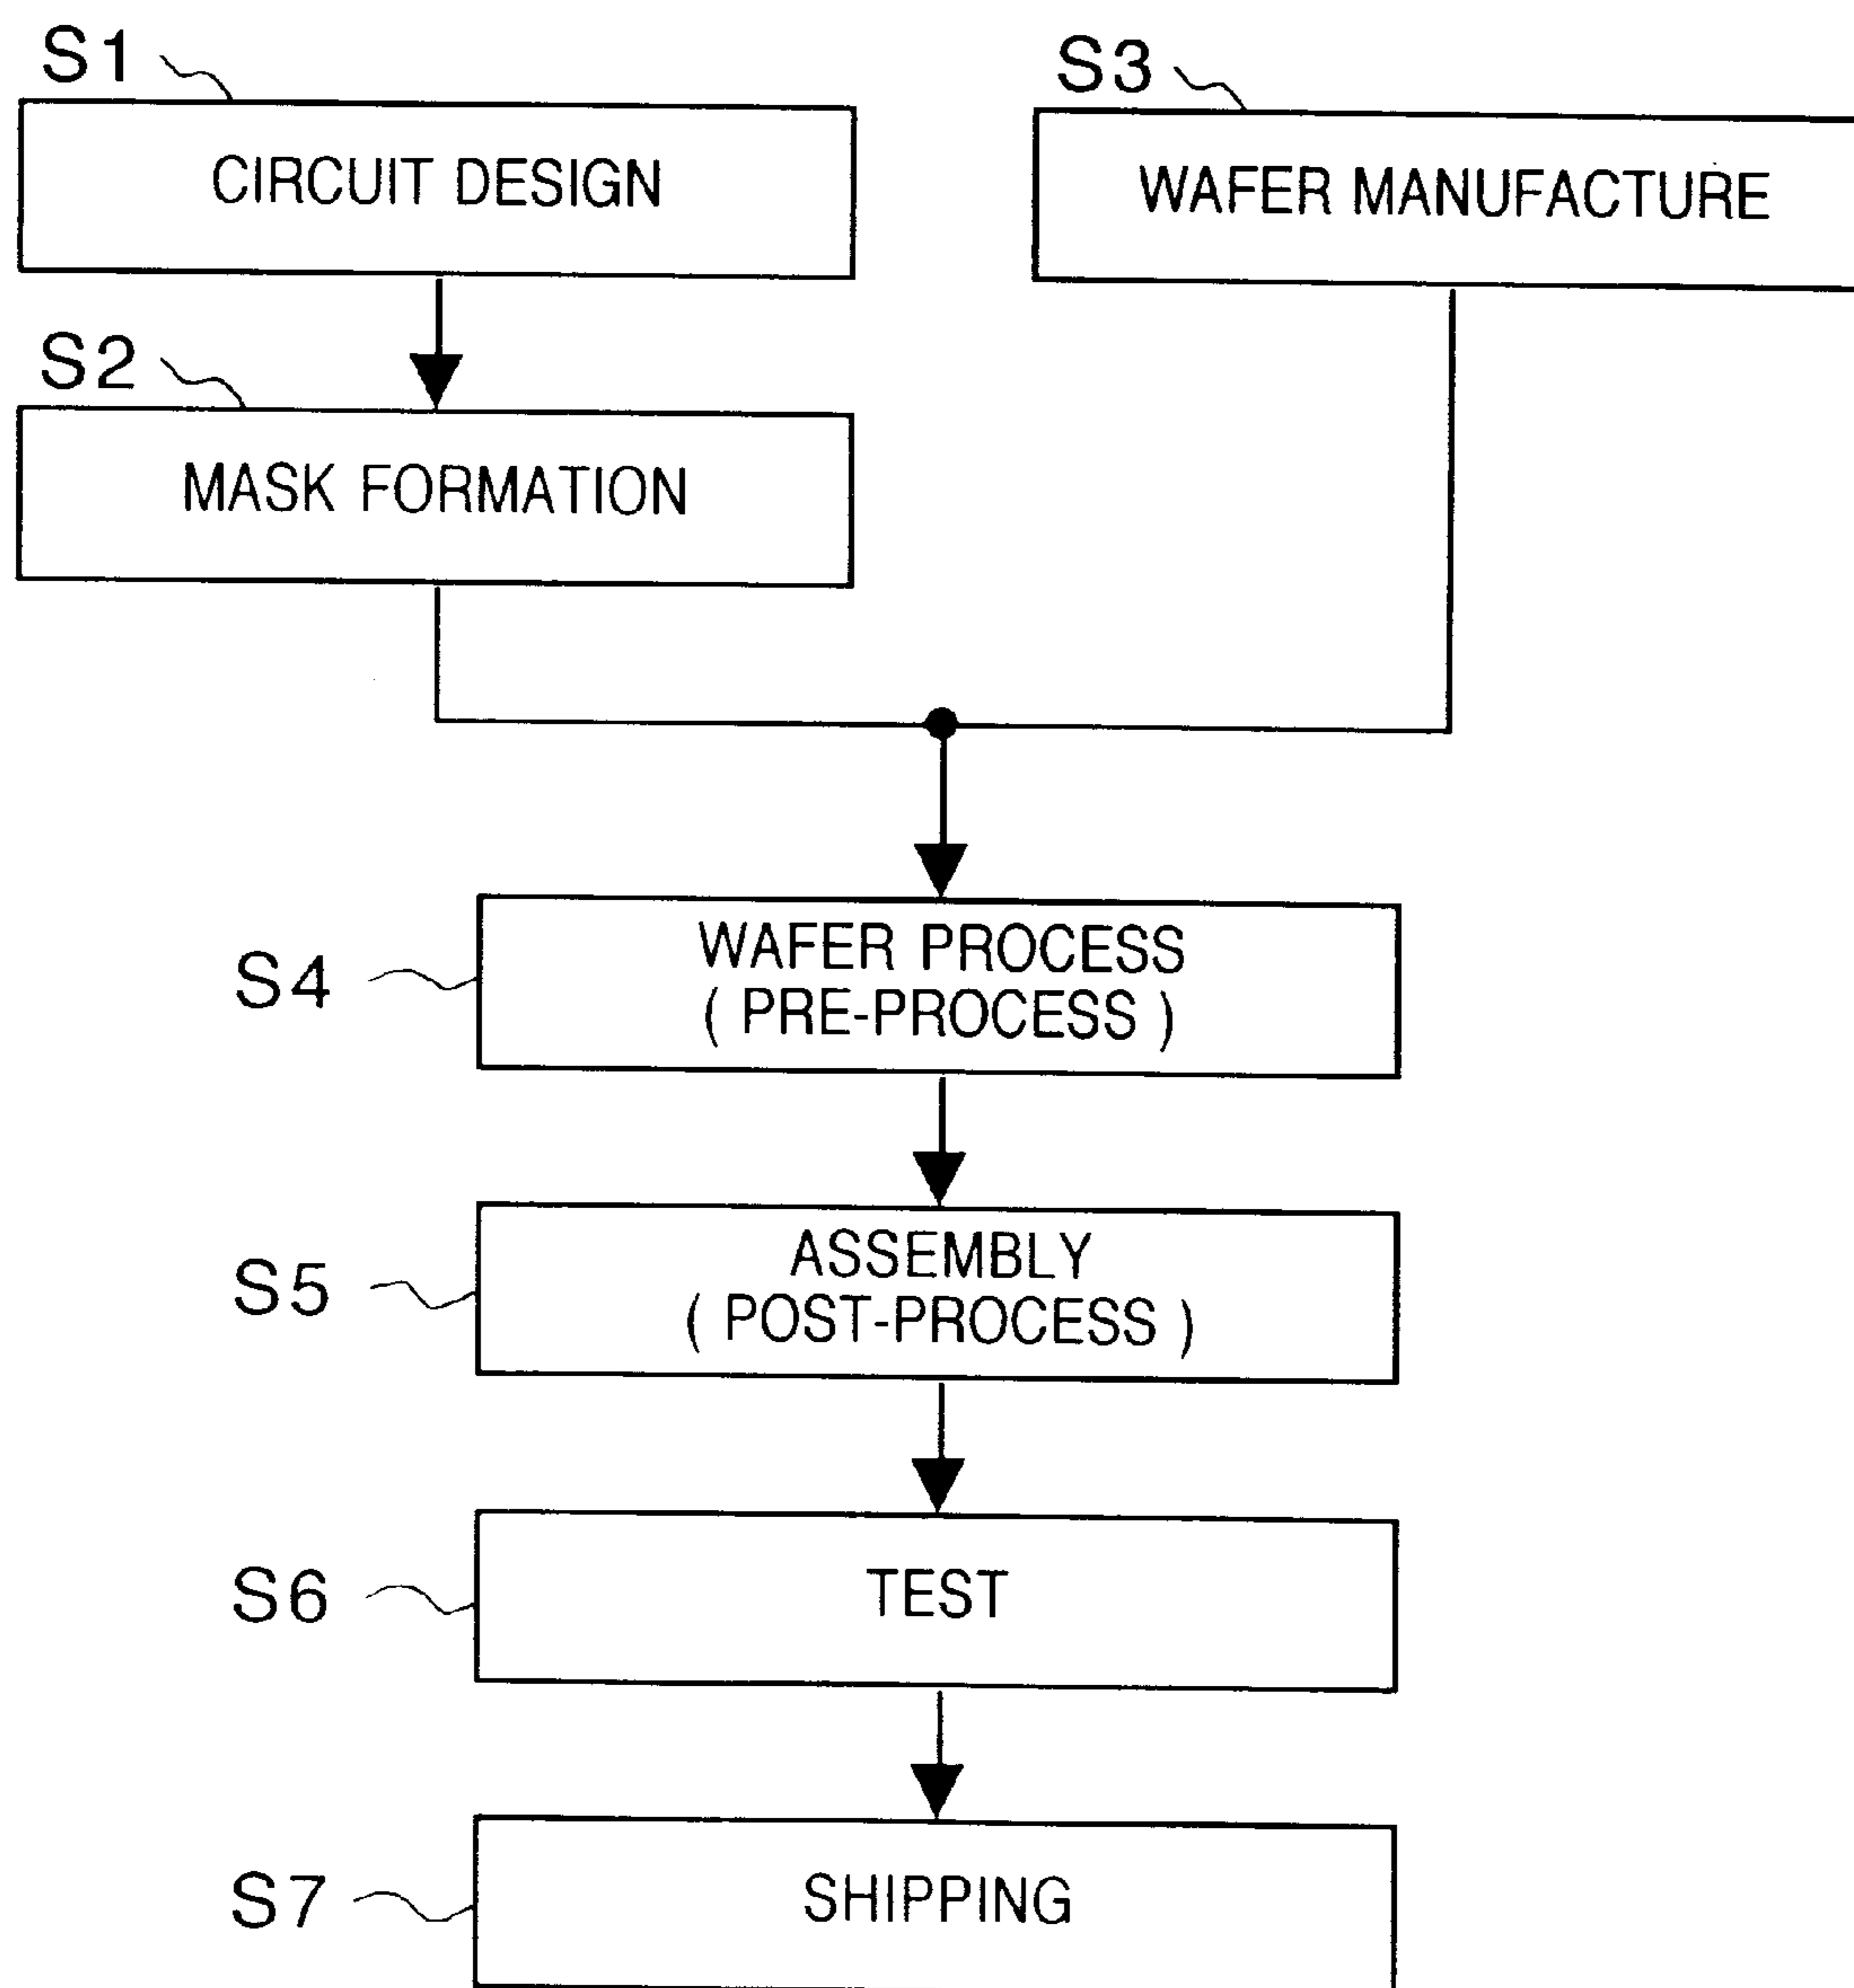 S1
CIRCUIT DESIGN
S3
WAFER MANUFACTURE
S2
MASK FORMATION
S4
WAFER PROCESS
( PRE-PROCESS )
S5
ASSEMBLY
( POST-PROCESS )
S6
TEST
S7
SHIPPING